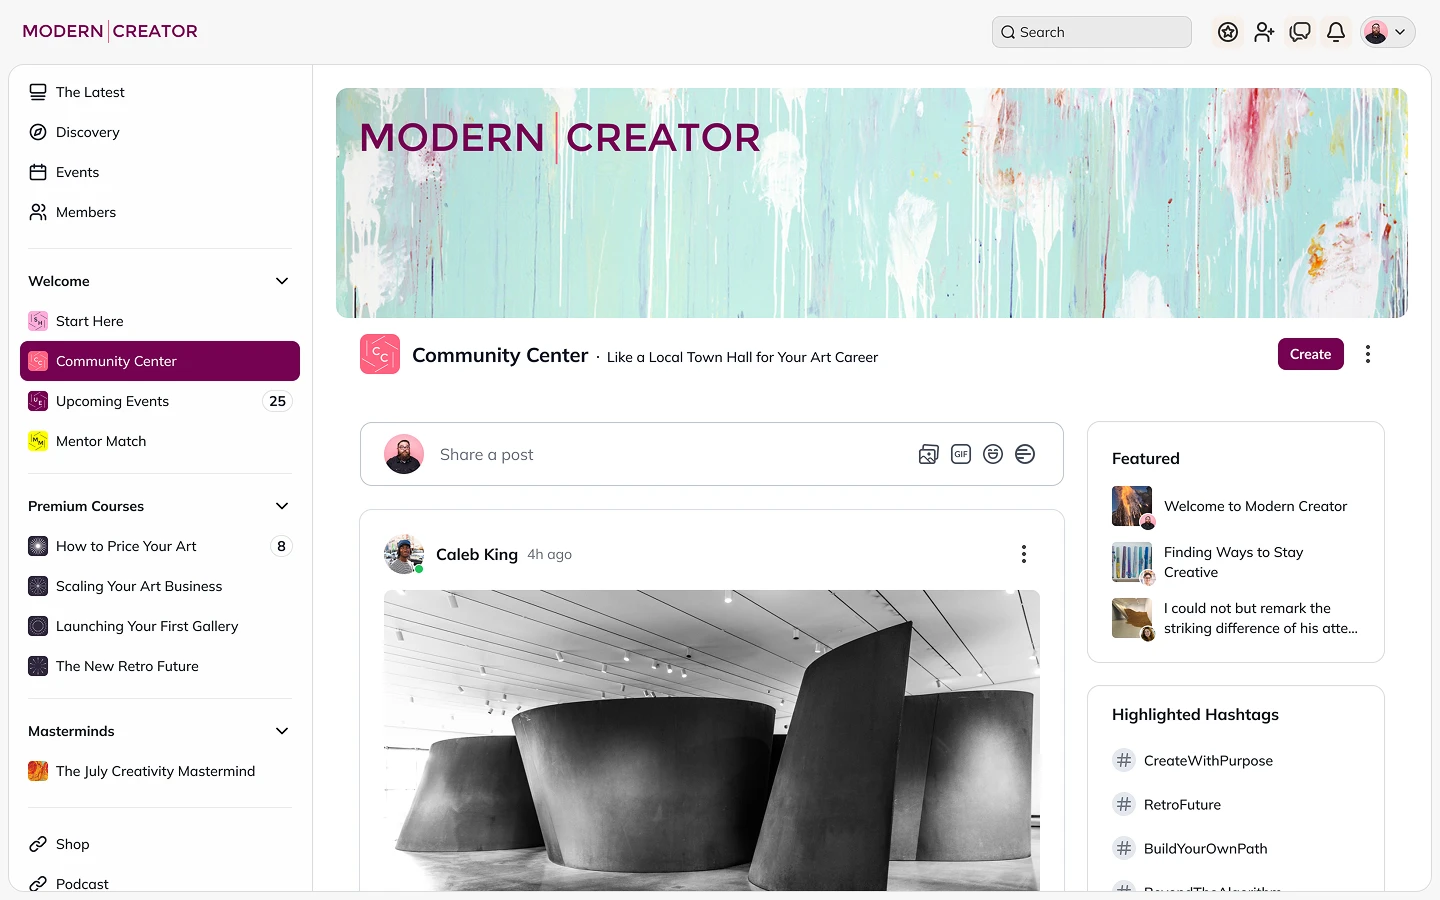 MODERN CREATOR
Search
The Latest
Discovery
Events
Members
Welcome
Start Here
Community Center
Upcoming Events 25
Mentor Match
Premium Courses
How to Price Your Art 8
Scaling Your Art Business
Launching Your First Gallery
The New Retro Future
Masterminds
The July Creativity Mastermind
Shop
Podcast
MODERN CREATOR
CC
Community Center · Like a Local Town Hall for Your Art Career
Create
Share a post
GIF
Caleb King 4h ago
Featured
Welcome to Modern Creator
Finding Ways to Stay
Creative
I could not but remark the
striking difference of his atte...
Highlighted Hashtags
# CreateWithPurpose
# RetroFuture
# BuildYourOwnPath
# BeyondTheAlgorithm